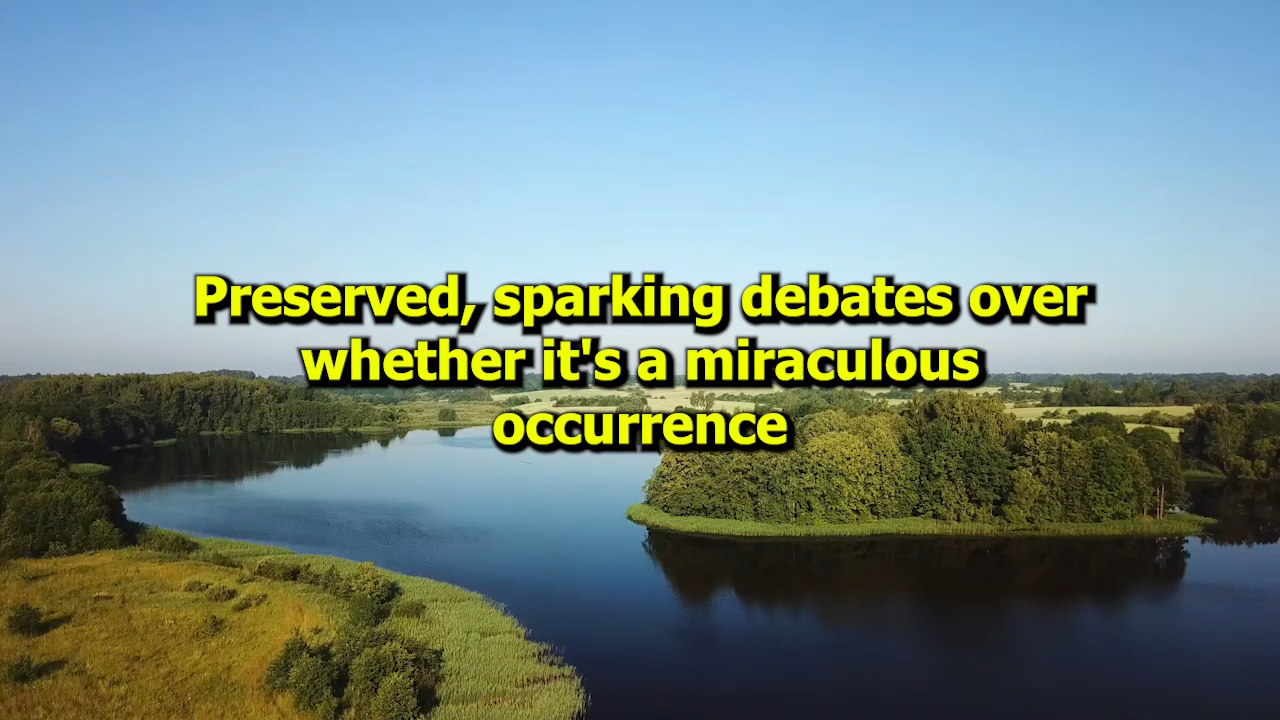 Preserved, sparking debates over
whether it's a miraculous
occurrence